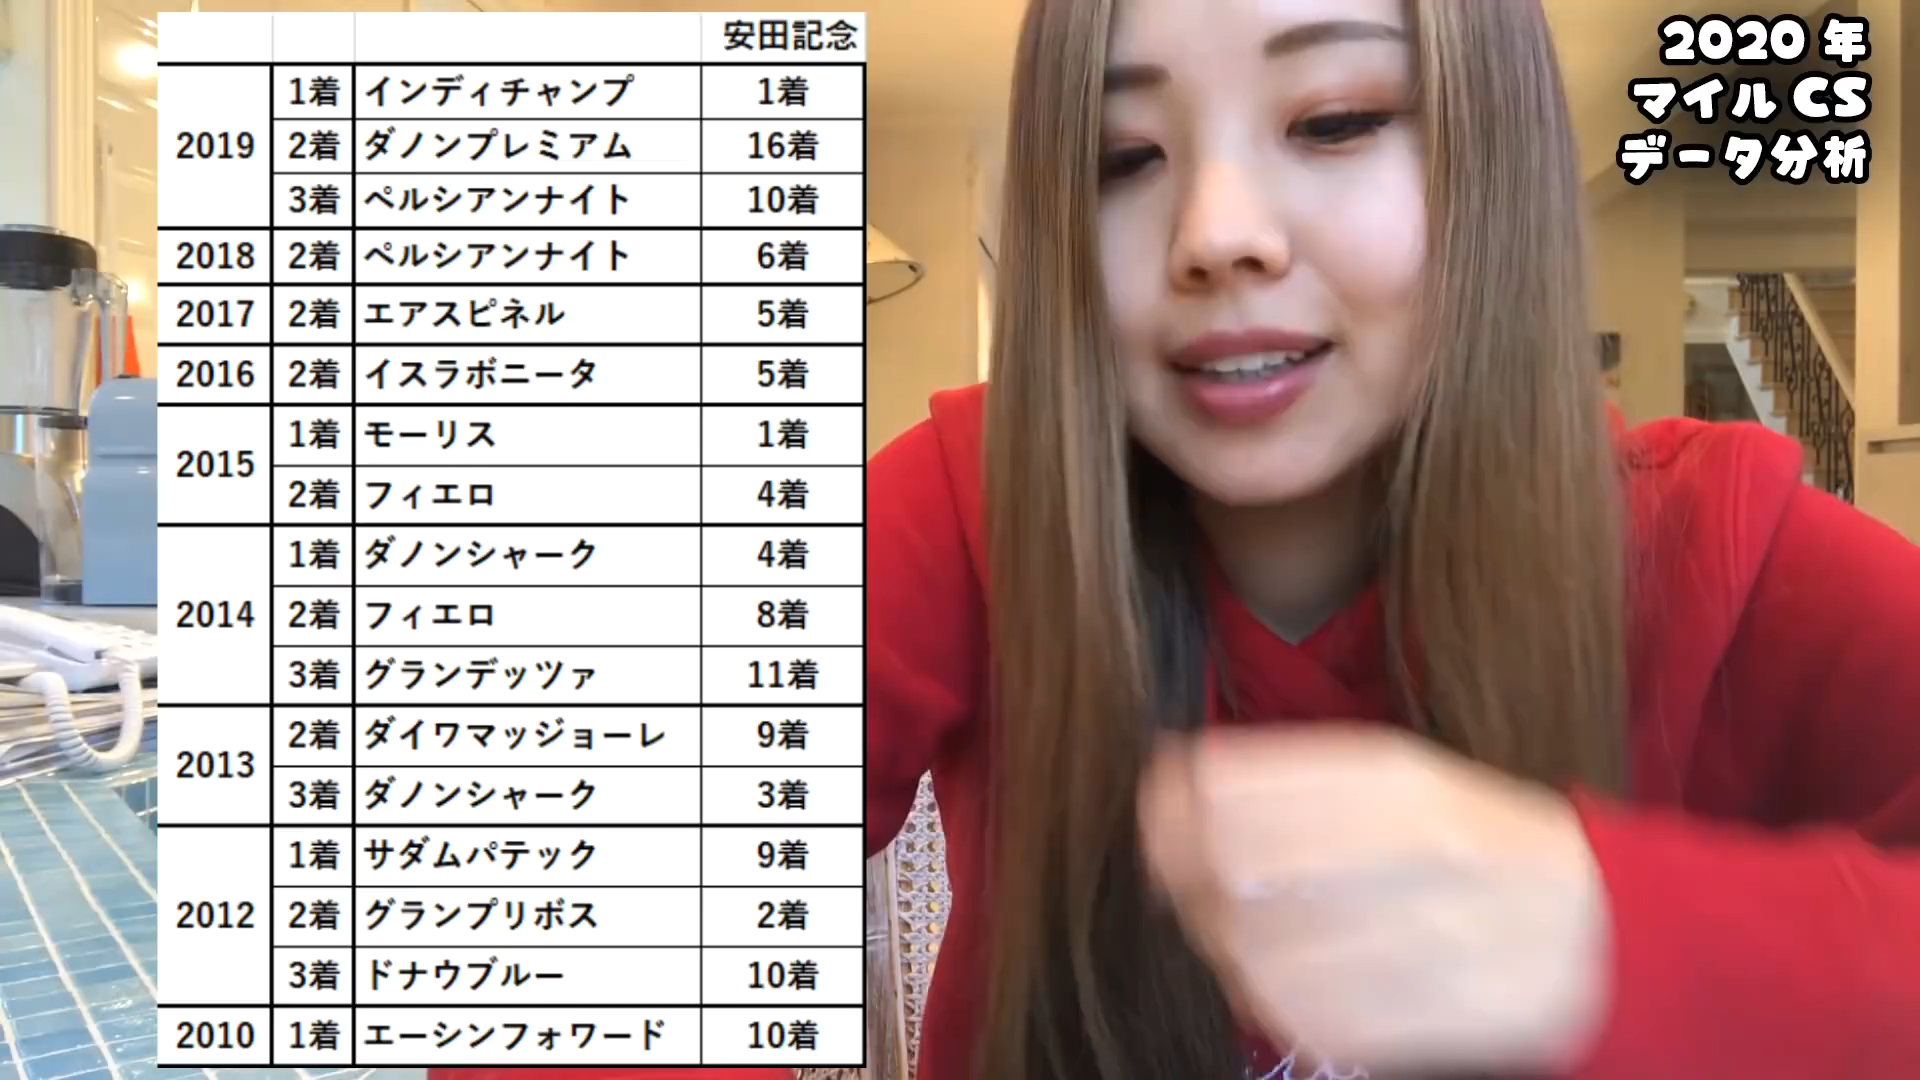 安田記念
2019 1着 インディチャンプ 1着
2着 ダノンプレミアム 16着
3着 ペルシアンナイト 10着
2018 2着 ペルシアンナイト 6着
2017 2着 エアスピネル 5着
2016 2着 イスラボニータ 5着
2015 1着 モーリス 1着
2着 フィエロ 4着
2014 1着 ダノンシャーク 4着
2着 フィエロ 8着
3着 グランデッツァ 11着
2013 2着 ダイワマッジョーレ 9着
3着 ダノンシャーク 3着
2012 1着 サダムパテック 9着
2着 グランプリボス 2着
3着 ドナウブルー 10着
2010 1着 エーシンフォワード 10着
2020年
マイルCS
データ分析